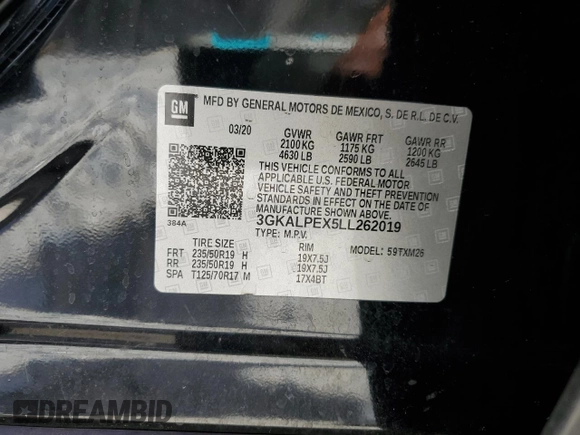 GM
MFD BY GENERAL MOTORS DE MEXICO, S. DE R.L. DE C.V.
03/20 GVWR GAWR FRT GAWR RR
2100 KG 1175 KG 1200 KG
4630 LB 2590 LB 2645 LB
THIS VEHICLE CONFORMS TO ALL
APPLICABLE U.S. FEDERAL MOTOR
VEHICLE SAFETY AND THEFT PREVENTION
STANDARDS IN EFFECT ON THE DATE OF
MANUFACTURE SHOWN ABOVE.
384A
3GKALPEX5LL262019
TYPE: M.P.V. MODEL: 59TXM26
TIRE SIZE RIM
FRT 235/50R19 H 19X7.5J
RR 235/50R19 H 19X7.5J
SPA T125/70R17 M 17X4BT
DREAMBID